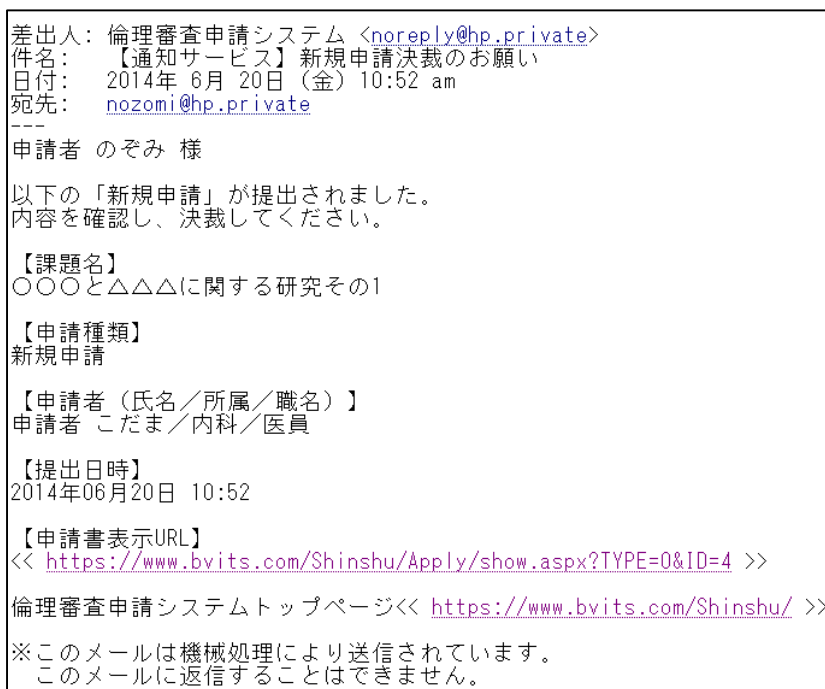 差出人: 倫理審査申請システム <noreply@hp.private>
件名: 【通知サービス】新規申請決裁のお願い
日付: 2014年 6月 20日 (金) 10:52 am
宛先: nozomi@hp.private
---
申請者 のぞみ 様
以下の「新規申請」が提出されました。
内容を確認し、決裁してください。
【課題名】
○○○と△△△に関する研究その1
【申請種類】
新規申請
【申請者(氏名/所属/職名)】
申請者 こだま/内科/医員
【提出日時】
2014年06月20日 10:52
【申請書表示URL】
<< https://www.bvits.com/Shinshu/Apply/show.aspx?TYPE=0&ID=4 >>
倫理審査申請システムトップページ<< https://www.bvits.com/Shinshu/ >>
※このメールは機械処理により送信されています。
このメールに返信することはできません。